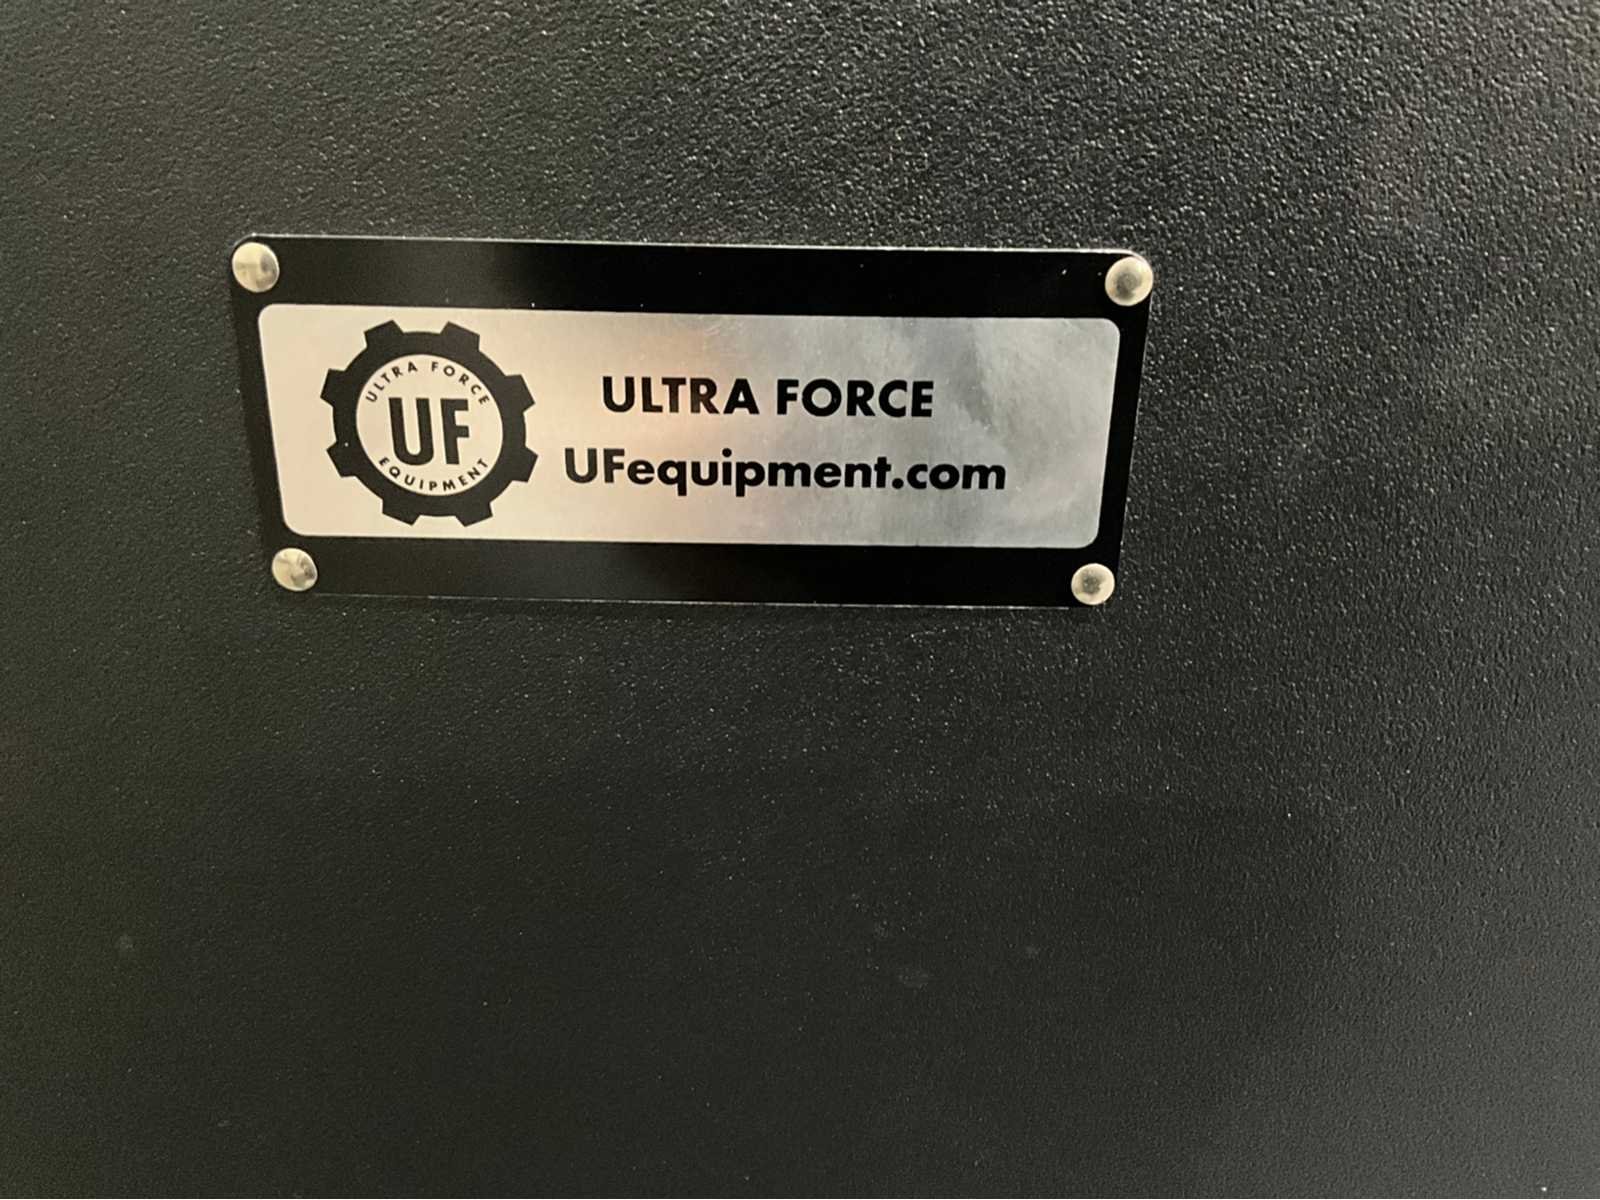 ULTRA FORCE
UF
EQUIPMENT
ULTRA FORCE
UFequipment.com